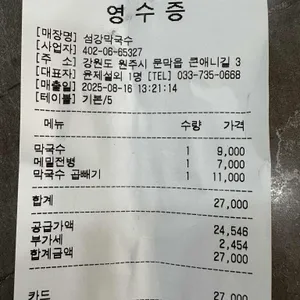 영 수 증
[매장명] 섬강막국수
[사업자] 402-06-65327
[주  소] 강원도 원주시 문막읍 큰애니길 3
[대표자] 윤제설외 1명 [TEL] 033-735-0668
[매출일] 2025-08-16 13:21:14
[테이블] 기본/5
메뉴 수량 가격
막국수 1 9,000
메밀전병 1 7,000
막국수 곱빼기 1 11,000
합계 27,000
공급가액 24,546
부가세 2,454
합계금액 27,000
카드 27,000